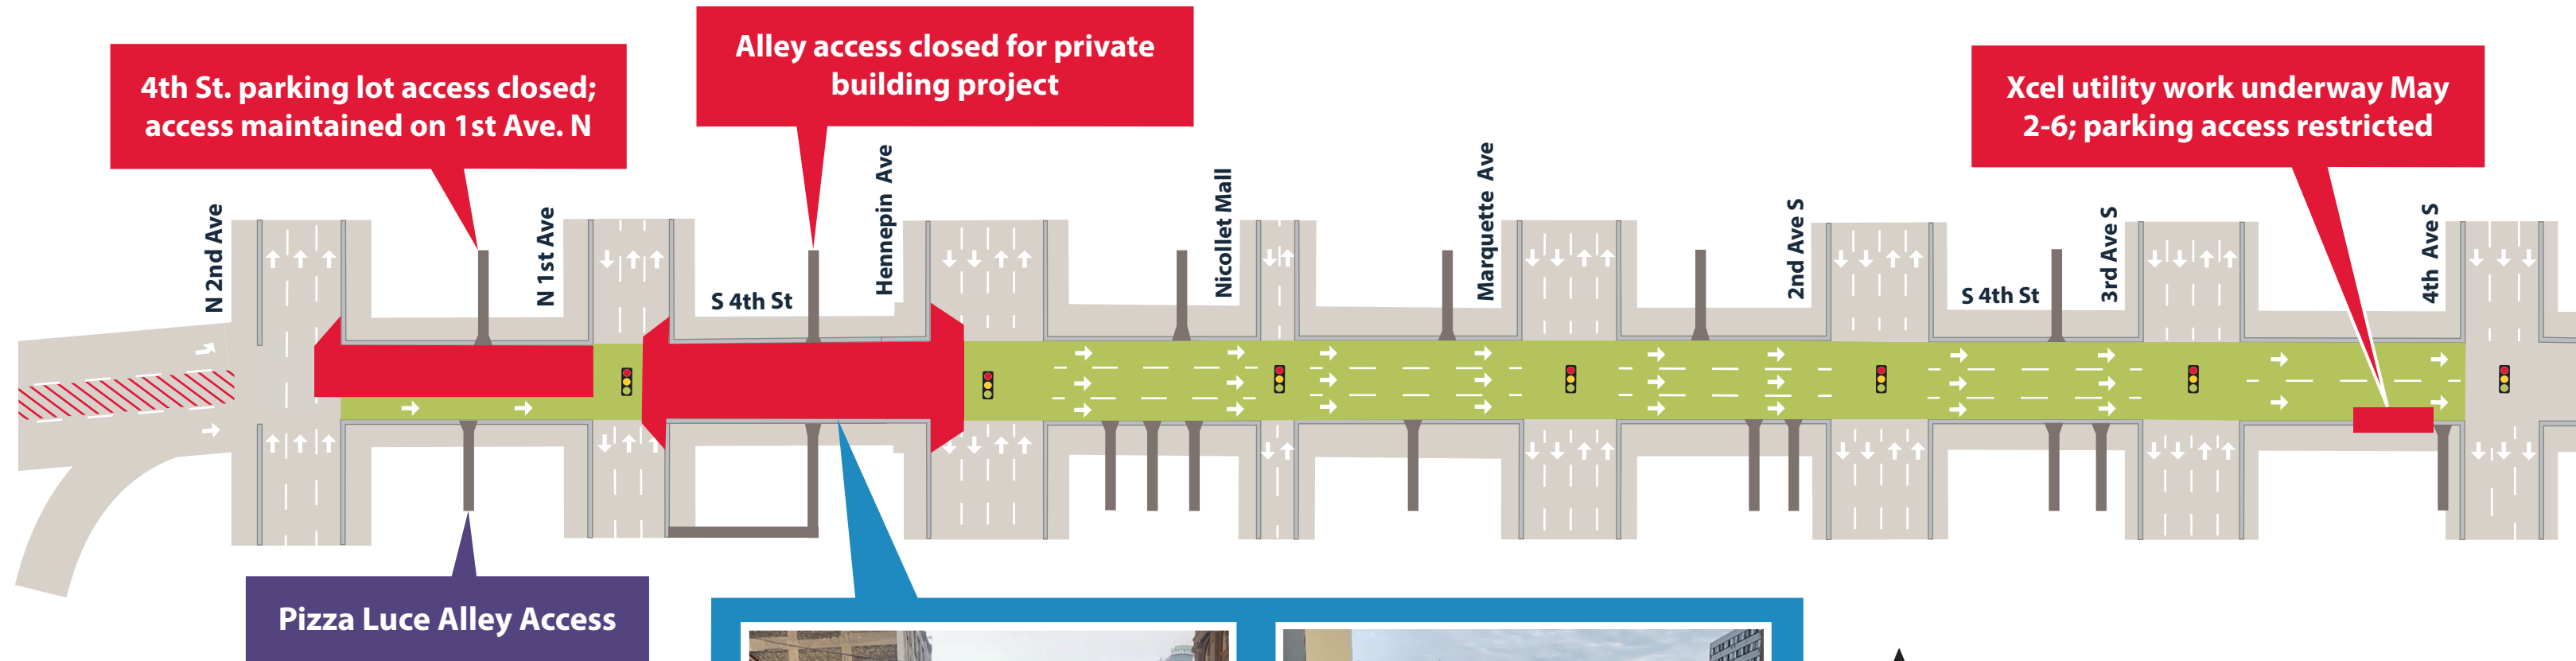 4th St. parking lot access closed;
access maintained on 1st Ave. N
Alley access closed for private
building project
Xcel utility work underway May
2-6; parking access restricted
N 2nd Ave
N 1st Ave
S 4th St
Hennepin Ave
Nicollet Mall
Marquette Ave
2nd Ave S
S 4th St
3rd Ave S
4th Ave S
Pizza Luce Alley Access